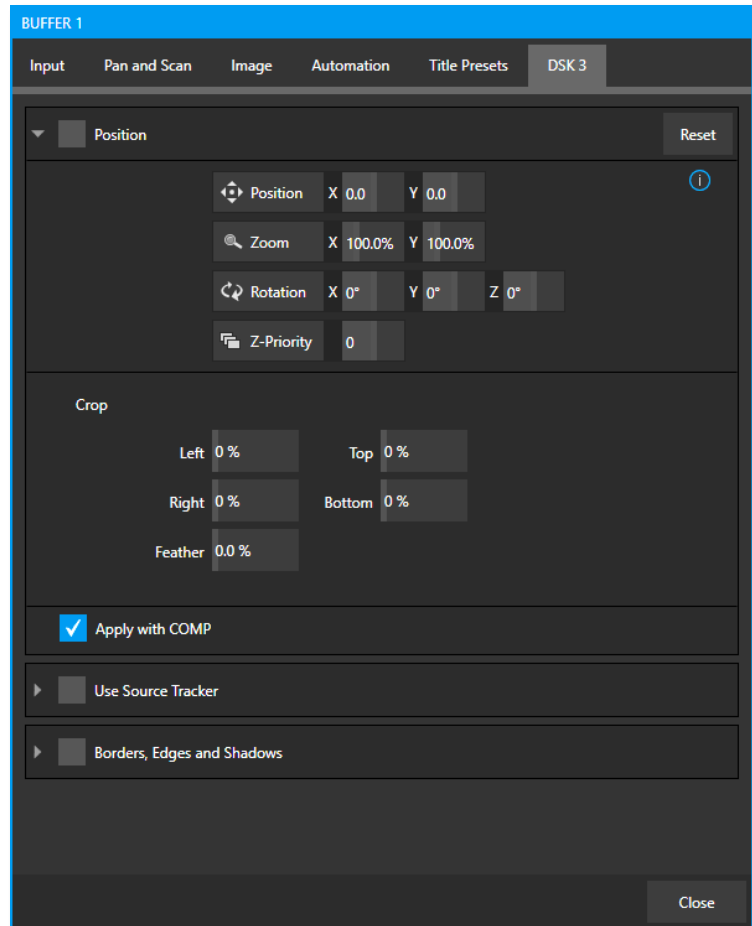 BUFFER 1
Input Pan and Scan Image Automation Title Presets DSK 3
Position Reset
Position X 0.0 Y 0.0
Zoom X 100.0% Y 100.0%
Rotation X 0° Y 0° Z 0°
Z-Priority 0
Crop
Left 0 % Top 0 %
Right 0 % Bottom 0 %
Feather 0.0 %
Apply with COMP
Use Source Tracker
Borders, Edges and Shadows
Close